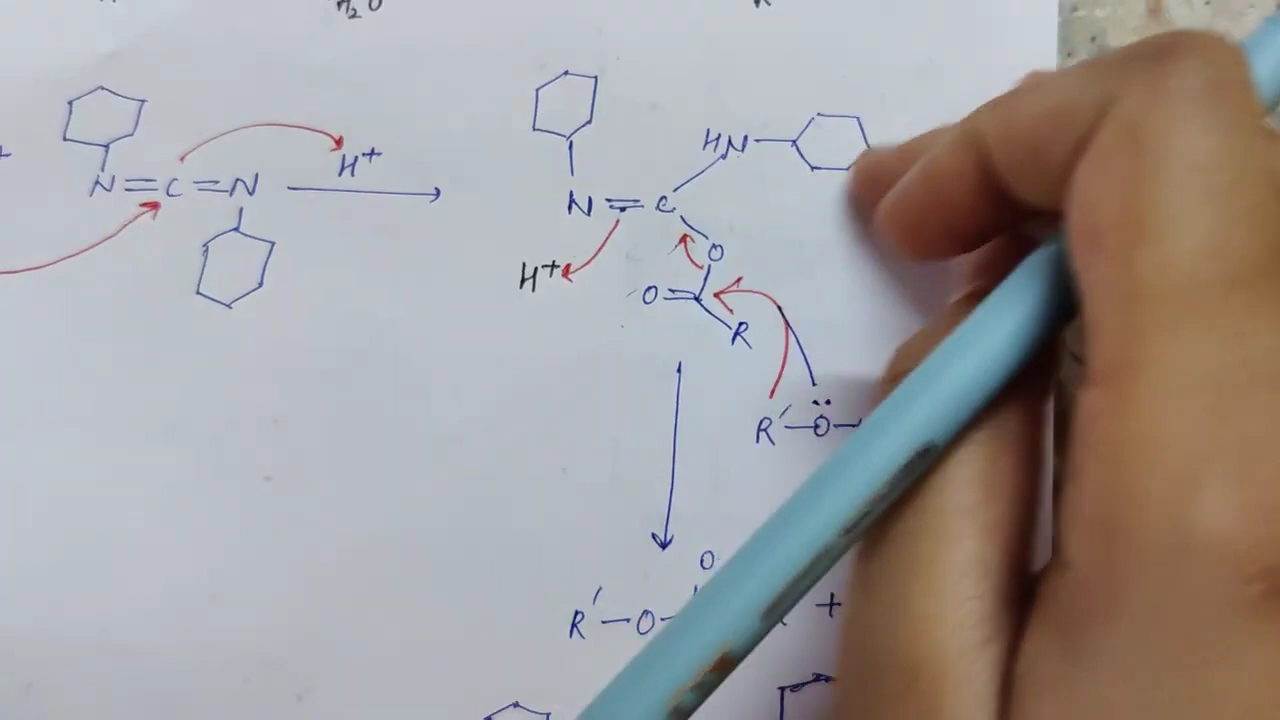 H₂O
N=C=N
H⁺
HN
N=C
O
H⁺
O=
R
R′—Ö—
O
R′—O—
+